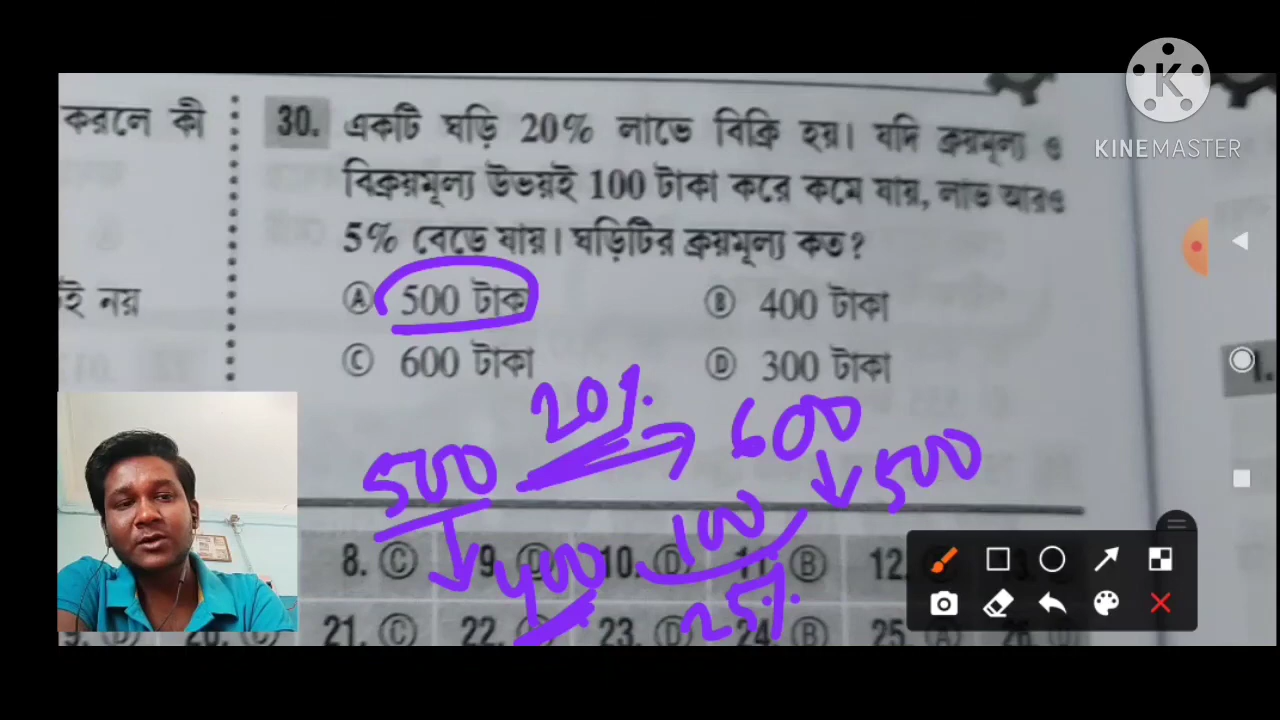 KINEMASTER
করলে কী
30. একটি ঘড়ি 20% লাভে বিক্রি হয়। যদি ক্রয়মূল্য ও
বিক্রয়মূল্য উভয়ই 100 টাকা করে কমে যায়, লাভ আরও
5% বেড়ে যায়। ঘড়িটির ক্রয়মূল্য কত?
ই নয়
Ⓐ 500 টাক
Ⓑ 400 টাকা
Ⓒ 600 টাকা
Ⓓ 300 টাকা
1.
20%
500
600
500
100
400
25%
8. Ⓒ 9. 10. Ⓓ 11. Ⓑ 12.
21. Ⓒ 22. 23. Ⓓ 24. Ⓑ 25. Ⓐ 26.